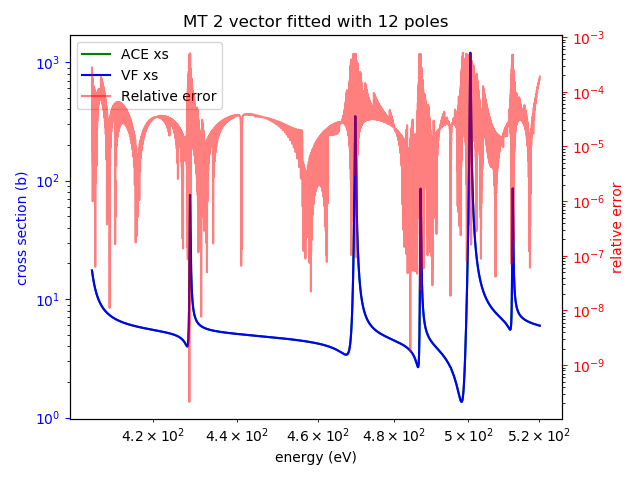 MT 2 vector fitted with 12 poles
ACE xs
VF xs
Relative error
cross section (b)
10³
10²
10¹
10⁰
relative error
10⁻³
10⁻⁴
10⁻⁵
10⁻⁶
10⁻⁷
10⁻⁸
10⁻⁹
4.2 × 10² 4.4 × 10² 4.6 × 10² 4.8 × 10² 5 × 10² 5.2 × 10²
energy (eV)